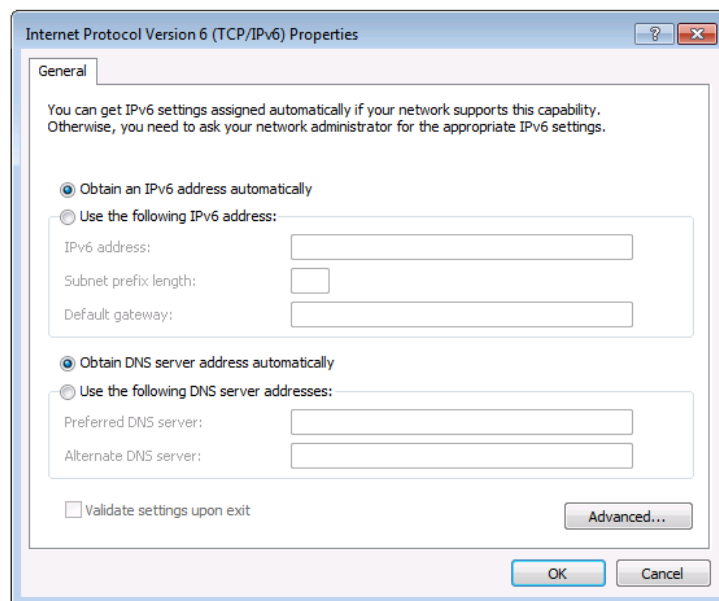 Internet Protocol Version 6 (TCP/IPv6) Properties
?
General
You can get IPv6 settings assigned automatically if your network supports this capability.
Otherwise, you need to ask your network administrator for the appropriate IPv6 settings.
Obtain an IPv6 address automatically
Use the following IPv6 address:
IPv6 address:
Subnet prefix length:
Default gateway:
Obtain DNS server address automatically
Use the following DNS server addresses:
Preferred DNS server:
Alternate DNS server:
Validate settings upon exit
Advanced...
OK Cancel